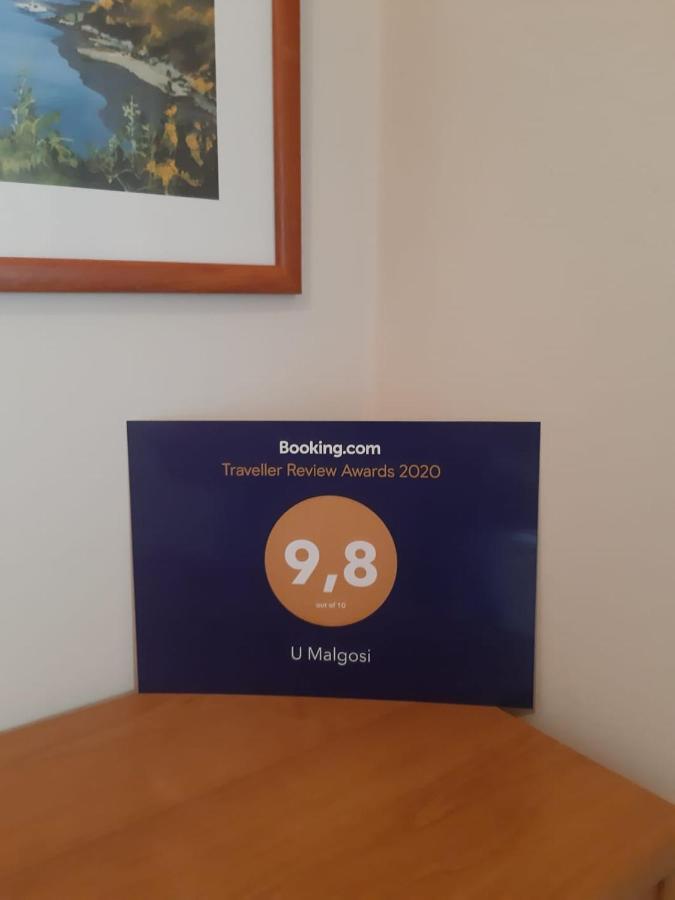 Booking.com
Traveller Review Awards 2020
9,8
out of 10
U Malgosi